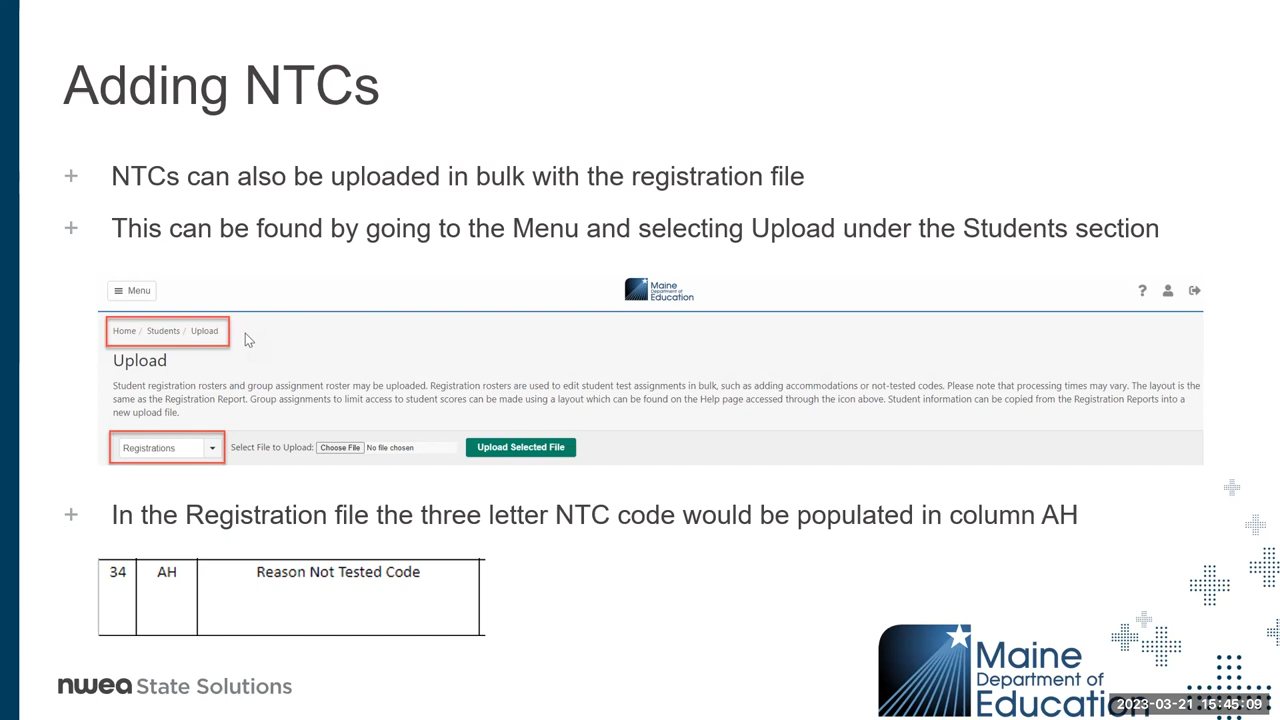 Adding NTCs
+ NTCs can also be uploaded in bulk with the registration file
+ This can be found by going to the Menu and selecting Upload under the Students section
Menu
Maine
Department of
Education
?
Home / Students / Upload
Upload
Student registration rosters and group assignment roster may be uploaded. Registration rosters are used to edit student test assignments in bulk, such as adding accommodations or not-tested codes. Please note that processing times may vary. The layout is the
same as the Registration Report. Group assignments to limit access to student scores can be made using a layout which can be found on the Help page accessed through the icon above. Student information can be copied from the Registration Reports into a
new upload file.
Registrations Select File to Upload: Choose File No file chosen Upload Selected File
+ In the Registration file the three letter NTC code would be populated in column AH
34 AH Reason Not Tested Code
nwea State Solutions
Maine
Department of
Education
2023-03-21 15:45:09